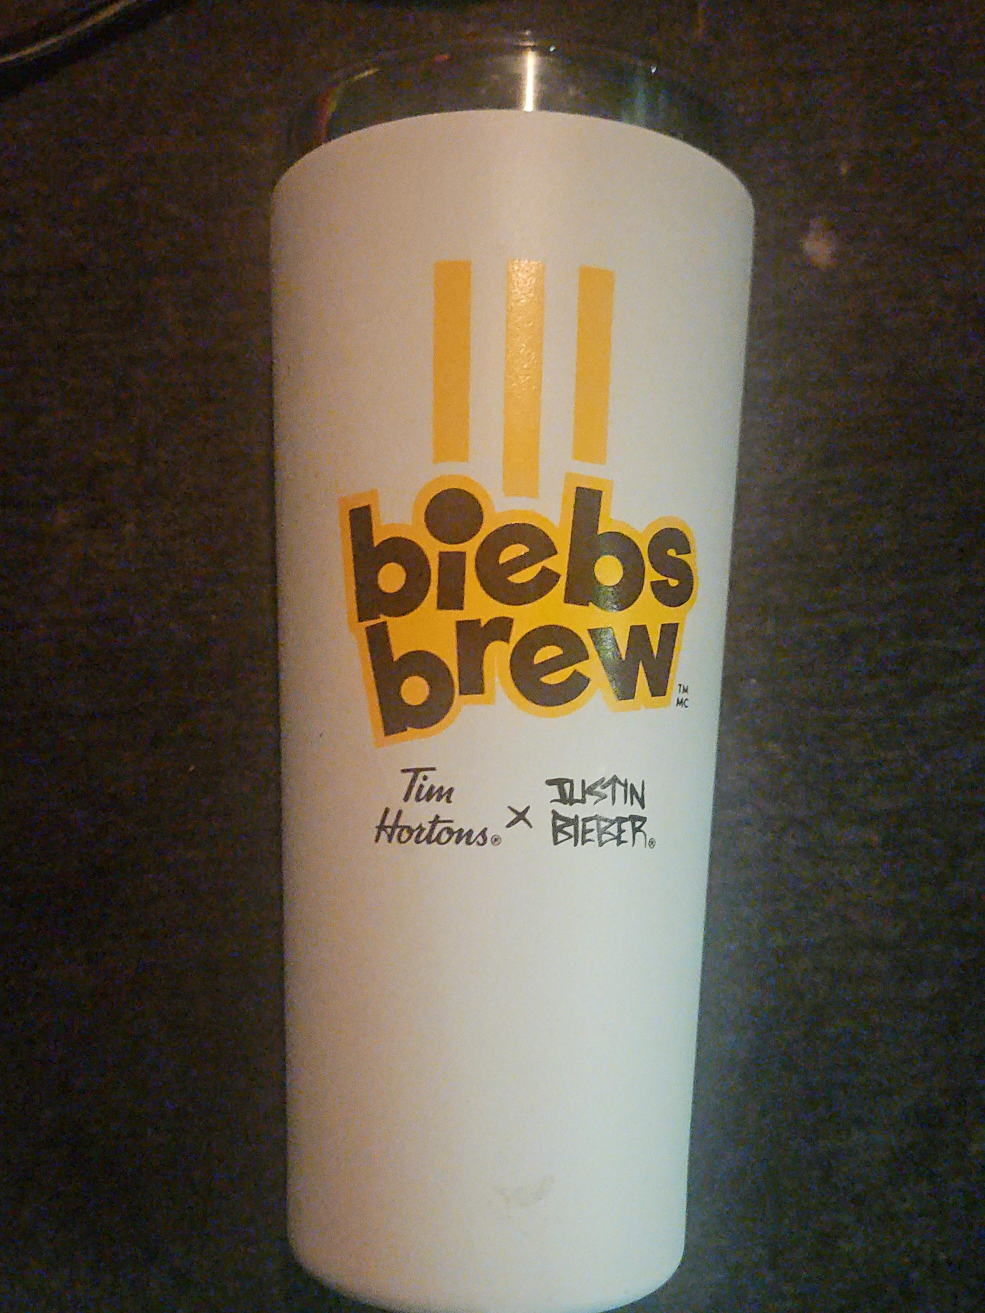 biebs
brew
TM
MC
Tim
Hortons® × JUSTIN
BIEBER®